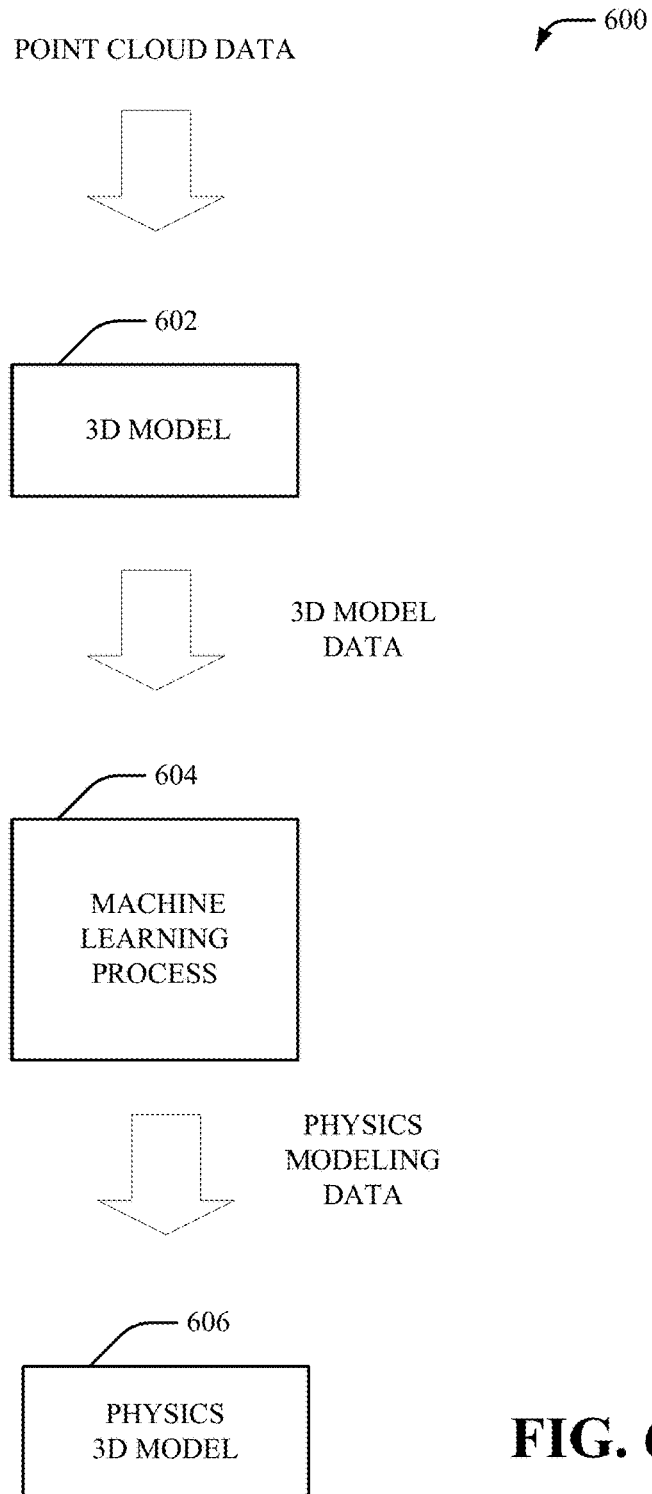 POINT CLOUD DATA
600
602
3D MODEL
3D MODEL
DATA
604
MACHINE
LEARNING
PROCESS
PHYSICS
MODELING
DATA
606
PHYSICS
3D MODEL
FIG.